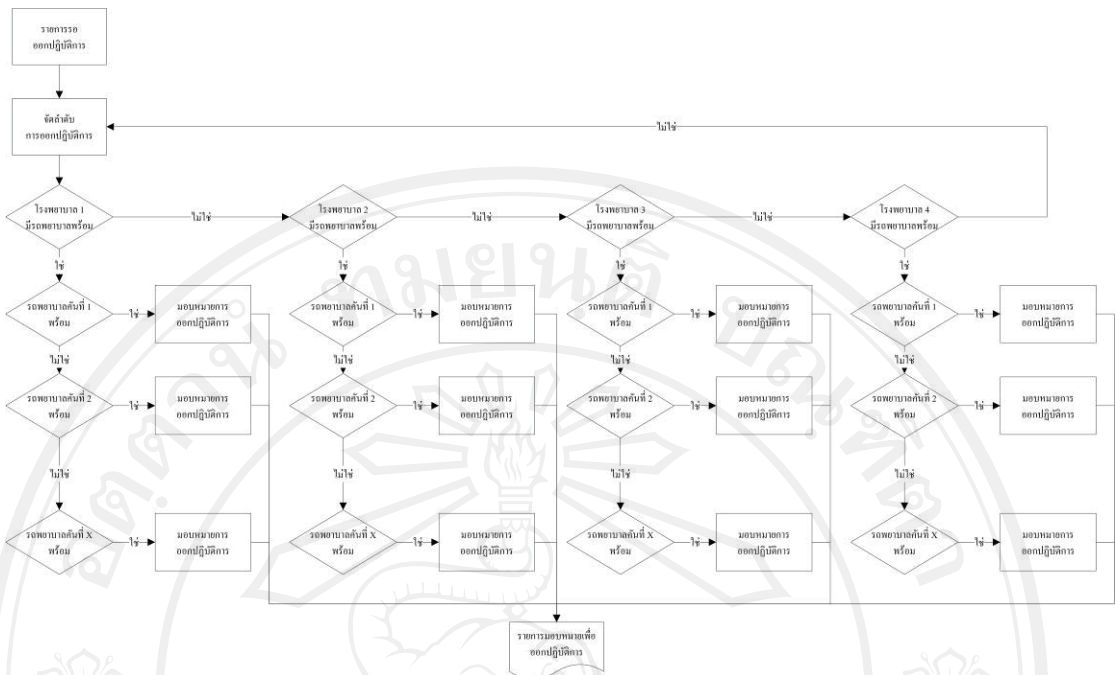 รายการรอ
ออกปฏิบัติการ
จัดลำดับ
การออกปฏิบัติการ
ไม่ใช่
โรงพยาบาล 1
มีรถพยาบาลพร้อม
ไม่ใช่
โรงพยาบาล 2
มีรถพยาบาลพร้อม
ไม่ใช่
โรงพยาบาล 3
มีรถพยาบาลพร้อม
ไม่ใช่
โรงพยาบาล 4
มีรถพยาบาลพร้อม
ใช่
ใช่
ใช่
ใช่
รถพยาบาลคันที่ 1
พร้อม
ใช่
มอบหมายการ
ออกปฏิบัติการ
รถพยาบาลคันที่ 1
พร้อม
ใช่
มอบหมายการ
ออกปฏิบัติการ
รถพยาบาลคันที่ 1
พร้อม
ใช่
มอบหมายการ
ออกปฏิบัติการ
รถพยาบาลคันที่ 1
พร้อม
ใช่
มอบหมายการ
ออกปฏิบัติการ
ไม่ใช่
ไม่ใช่
ไม่ใช่
ไม่ใช่
รถพยาบาลคันที่ 2
พร้อม
ใช่
มอบหมายการ
ออกปฏิบัติการ
รถพยาบาลคันที่ 2
พร้อม
ใช่
มอบหมายการ
ออกปฏิบัติการ
รถพยาบาลคันที่ 2
พร้อม
ใช่
มอบหมายการ
ออกปฏิบัติการ
รถพยาบาลคันที่ 2
พร้อม
ใช่
มอบหมายการ
ออกปฏิบัติการ
ไม่ใช่
ไม่ใช่
ไม่ใช่
ไม่ใช่
รถพยาบาลคันที่ X
พร้อม
ใช่
มอบหมายการ
ออกปฏิบัติการ
รถพยาบาลคันที่ X
พร้อม
ใช่
มอบหมายการ
ออกปฏิบัติการ
รถพยาบาลคันที่ X
พร้อม
ใช่
มอบหมายการ
ออกปฏิบัติการ
รถพยาบาลคันที่ X
พร้อม
ใช่
มอบหมายการ
ออกปฏิบัติการ
รายการมอบหมายเพื่อ
ออกปฏิบัติการ
อตฺตานํ ทมยนฺติ ปณฺฑิตา